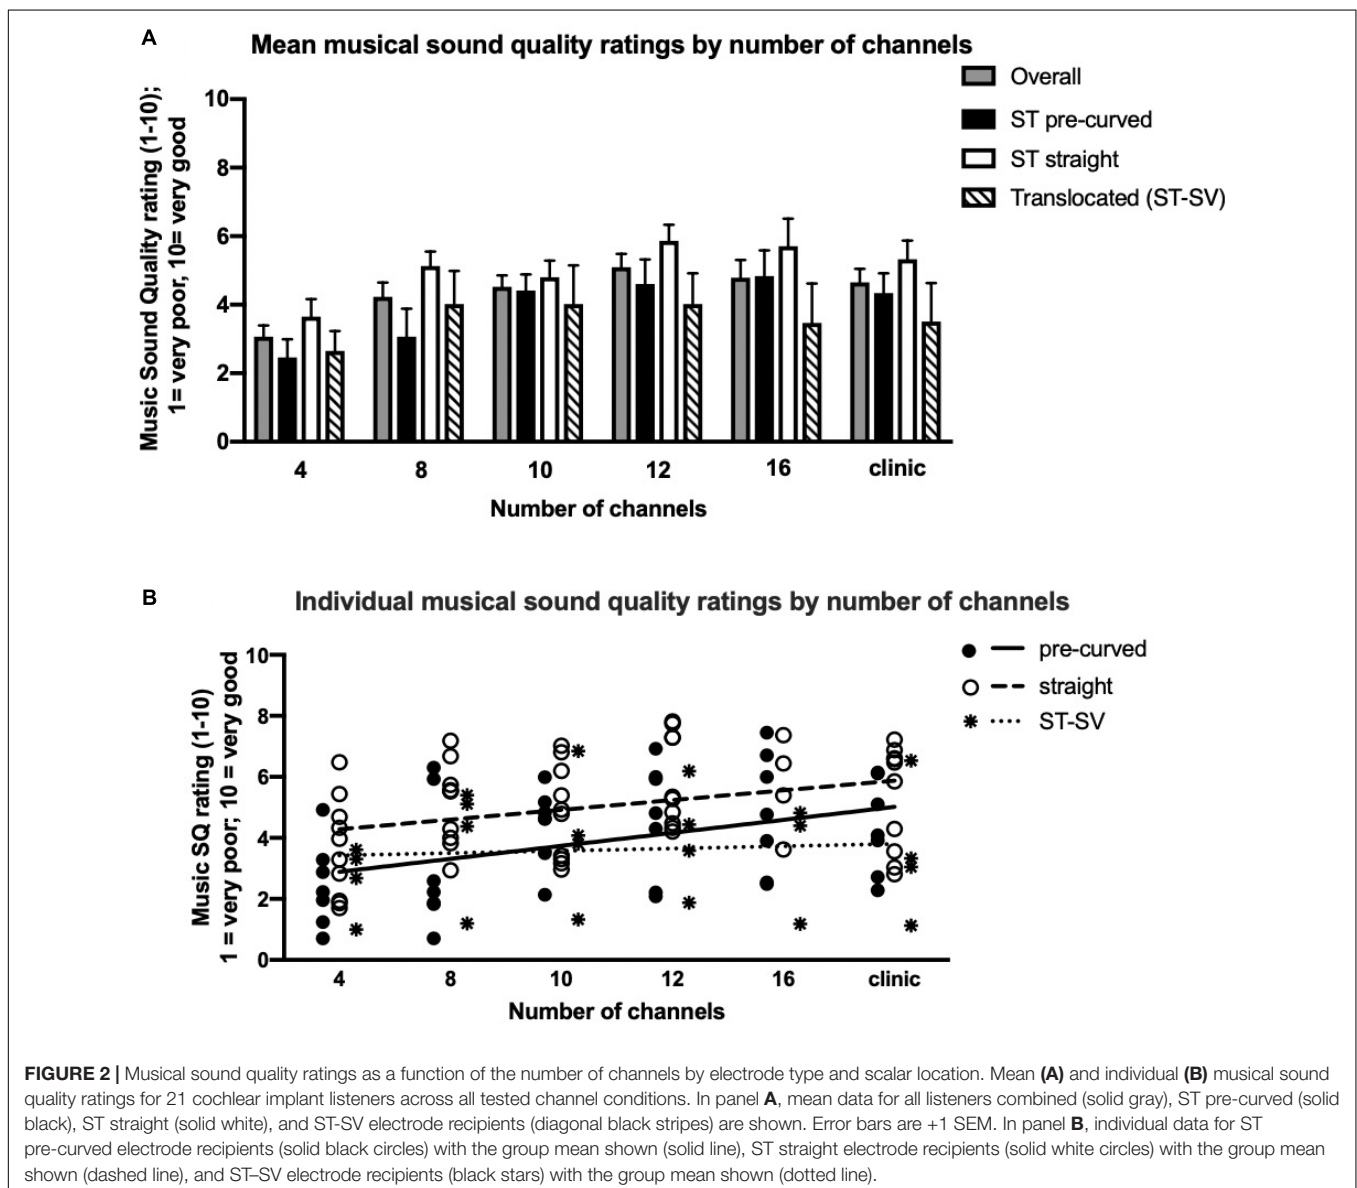 A
Mean musical sound quality ratings by number of channels
Music Sound Quality rating (1-10);
1= very poor, 10= very good
10
8
6
4
2
0
4 8 10 12 16 clinic
Number of channels
Overall
ST pre-curved
ST straight
Translocated (ST-SV)
B
Individual musical sound quality ratings by number of channels
Music SQ rating (1-10)
1 = very poor; 10 = very good
10
8
6
4
2
0
4 8 10 12 16 clinic
Number of channels
pre-curved
straight
ST-SV
FIGURE 2 | Musical sound quality ratings as a function of the number of channels by electrode type and scalar location. Mean (A) and individual (B) musical sound
quality ratings for 21 cochlear implant listeners across all tested channel conditions. In panel A, mean data for all listeners combined (solid gray), ST pre-curved (solid
black), ST straight (solid white), and ST-SV electrode recipients (diagonal black stripes) are shown. Error bars are +1 SEM. In panel B, individual data for ST
pre-curved electrode recipients (solid black circles) with the group mean shown (solid line), ST straight electrode recipients (solid white circles) with the group mean
shown (dashed line), and ST–SV electrode recipients (black stars) with the group mean shown (dotted line).